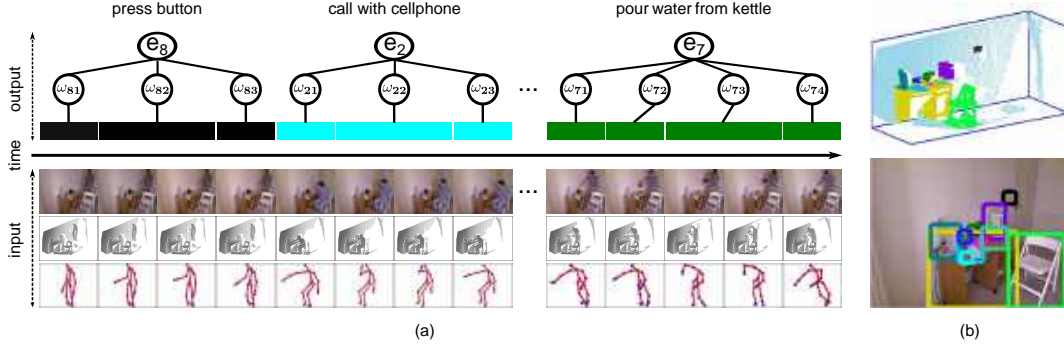 press button call with cellphone pour water from kettle
output
e8 e2 e7
ω81 ω82 ω83 ω21 ω22 ω23 ... ω71 ω72 ω73 ω74
time
...
input
(a) (b)